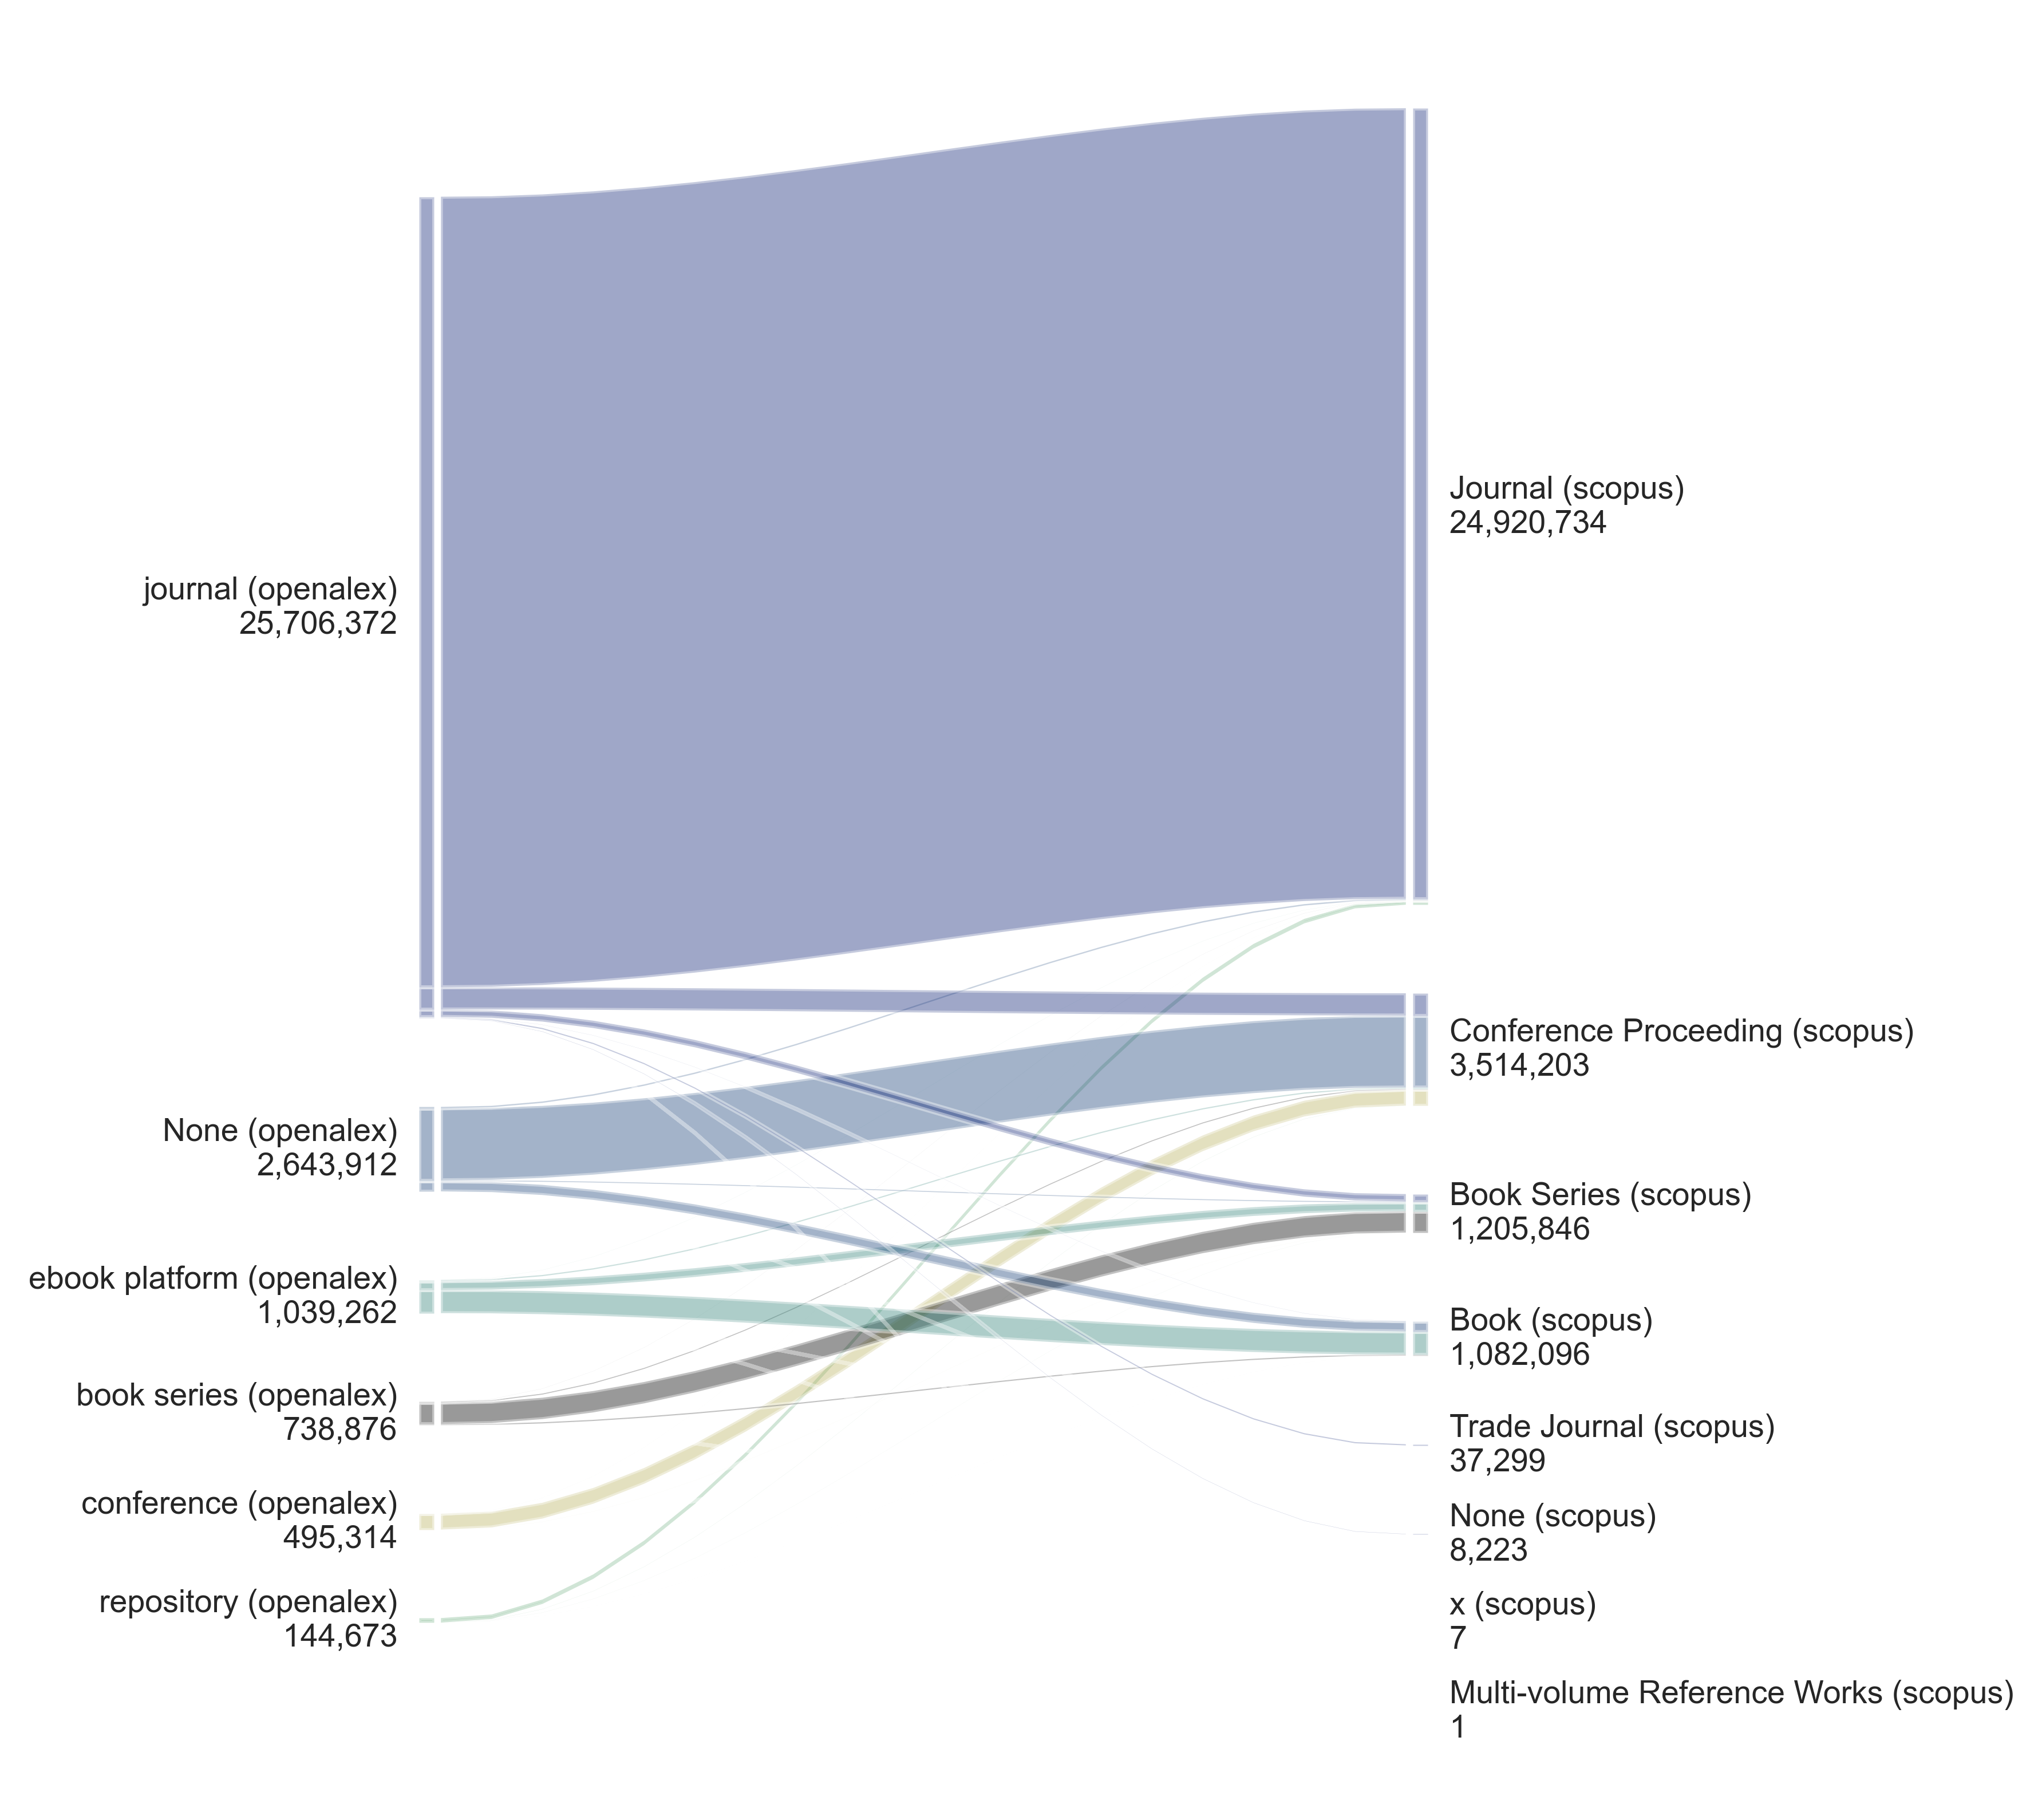 journal (openalex)
25,706,372
None (openalex)
2,643,912
ebook platform (openalex)
1,039,262
book series (openalex)
738,876
conference (openalex)
495,314
repository (openalex)
144,673
Journal (scopus)
24,920,734
Conference Proceeding (scopus)
3,514,203
Book Series (scopus)
1,205,846
Book (scopus)
1,082,096
Trade Journal (scopus)
37,299
None (scopus)
8,223
x (scopus)
7
Multi-volume Reference Works (scopus)
1